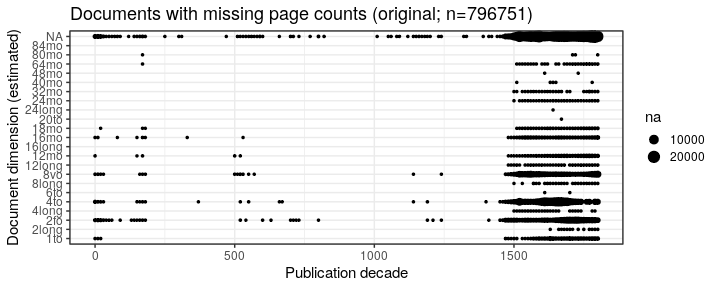 Documents with missing page counts (original; n=796751)
Document dimension (estimated)
NA
84mo
80mo
64mo
48mo
40mo
32mo
24mo
24long
20to
18mo
16mo
16long
12mo
12long
8vo
8long
6to
4to
4long
2fo
2long
1to
0
500
1000
1500
Publication decade
na
10000
20000